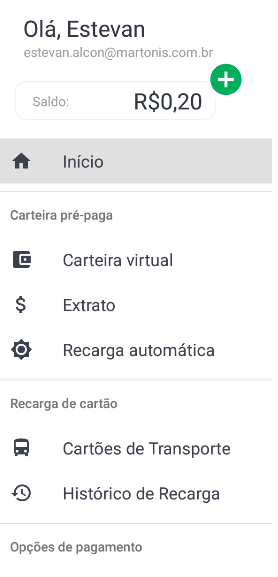 Olá, Estevan
estevan.alcon@martonis.com.br
Saldo: R$0,20
Início
Carteira pré-paga
Carteira virtual
Extrato
Recarga automática
Recarga de cartão
Cartões de Transporte
Histórico de Recarga
Opções de pagamento